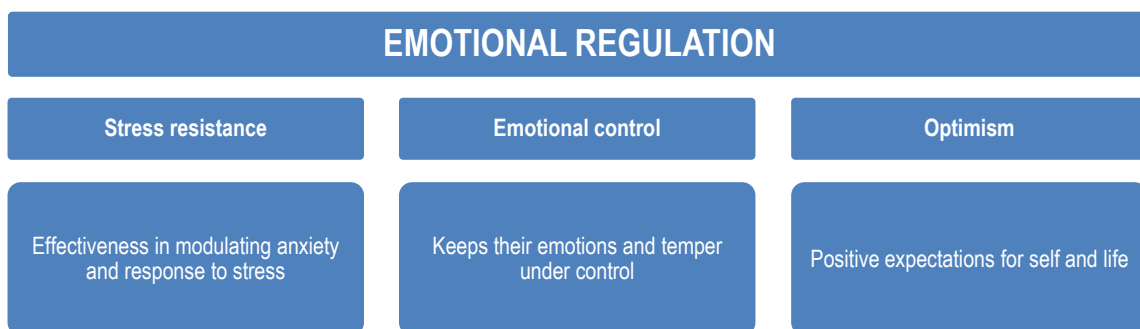 EMOTIONAL REGULATION
Stress resistance
Emotional control
Optimism
Effectiveness in modulating anxiety
and response to stress
Keeps their emotions and temper
under control
Positive expectations for self and life